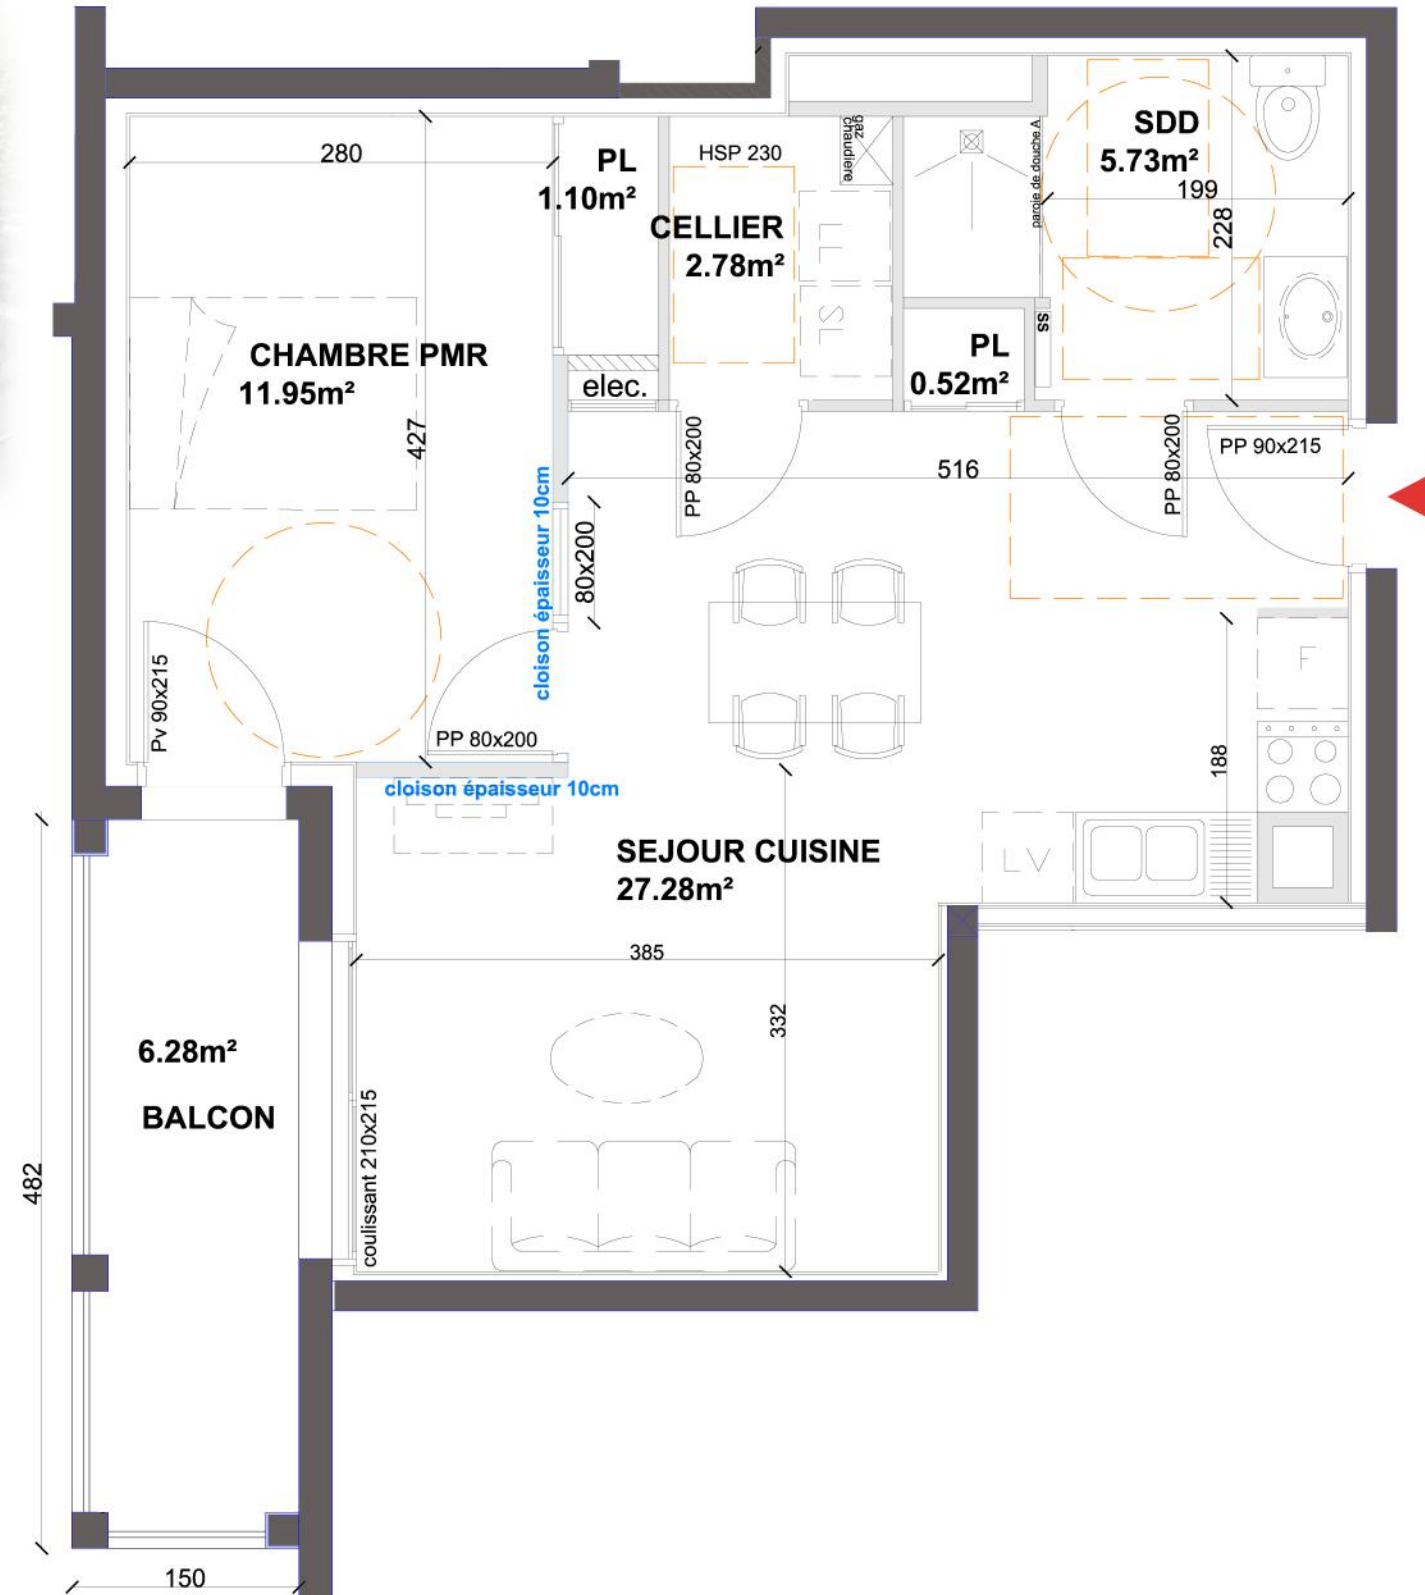 280
PL
1.10m²
HSP 230
gaz
chaudiere
CELLIER
2.78m²
LL
SL
paroie de douche A
SDD
5.73m²
199
228
SS
PL
0.52m²
elec.
CHAMBRE PMR
11.95m²
427
cloison épaisseur 10cm
80x200
PP 80x200
516
PP 80x200
PP 90x215
Pv 90x215
PP 80x200
cloison épaisseur 10cm
F
188
LV
SEJOUR CUISINE
27.28m²
385
332
coulissant 210x215
6.28m²
BALCON
482
150